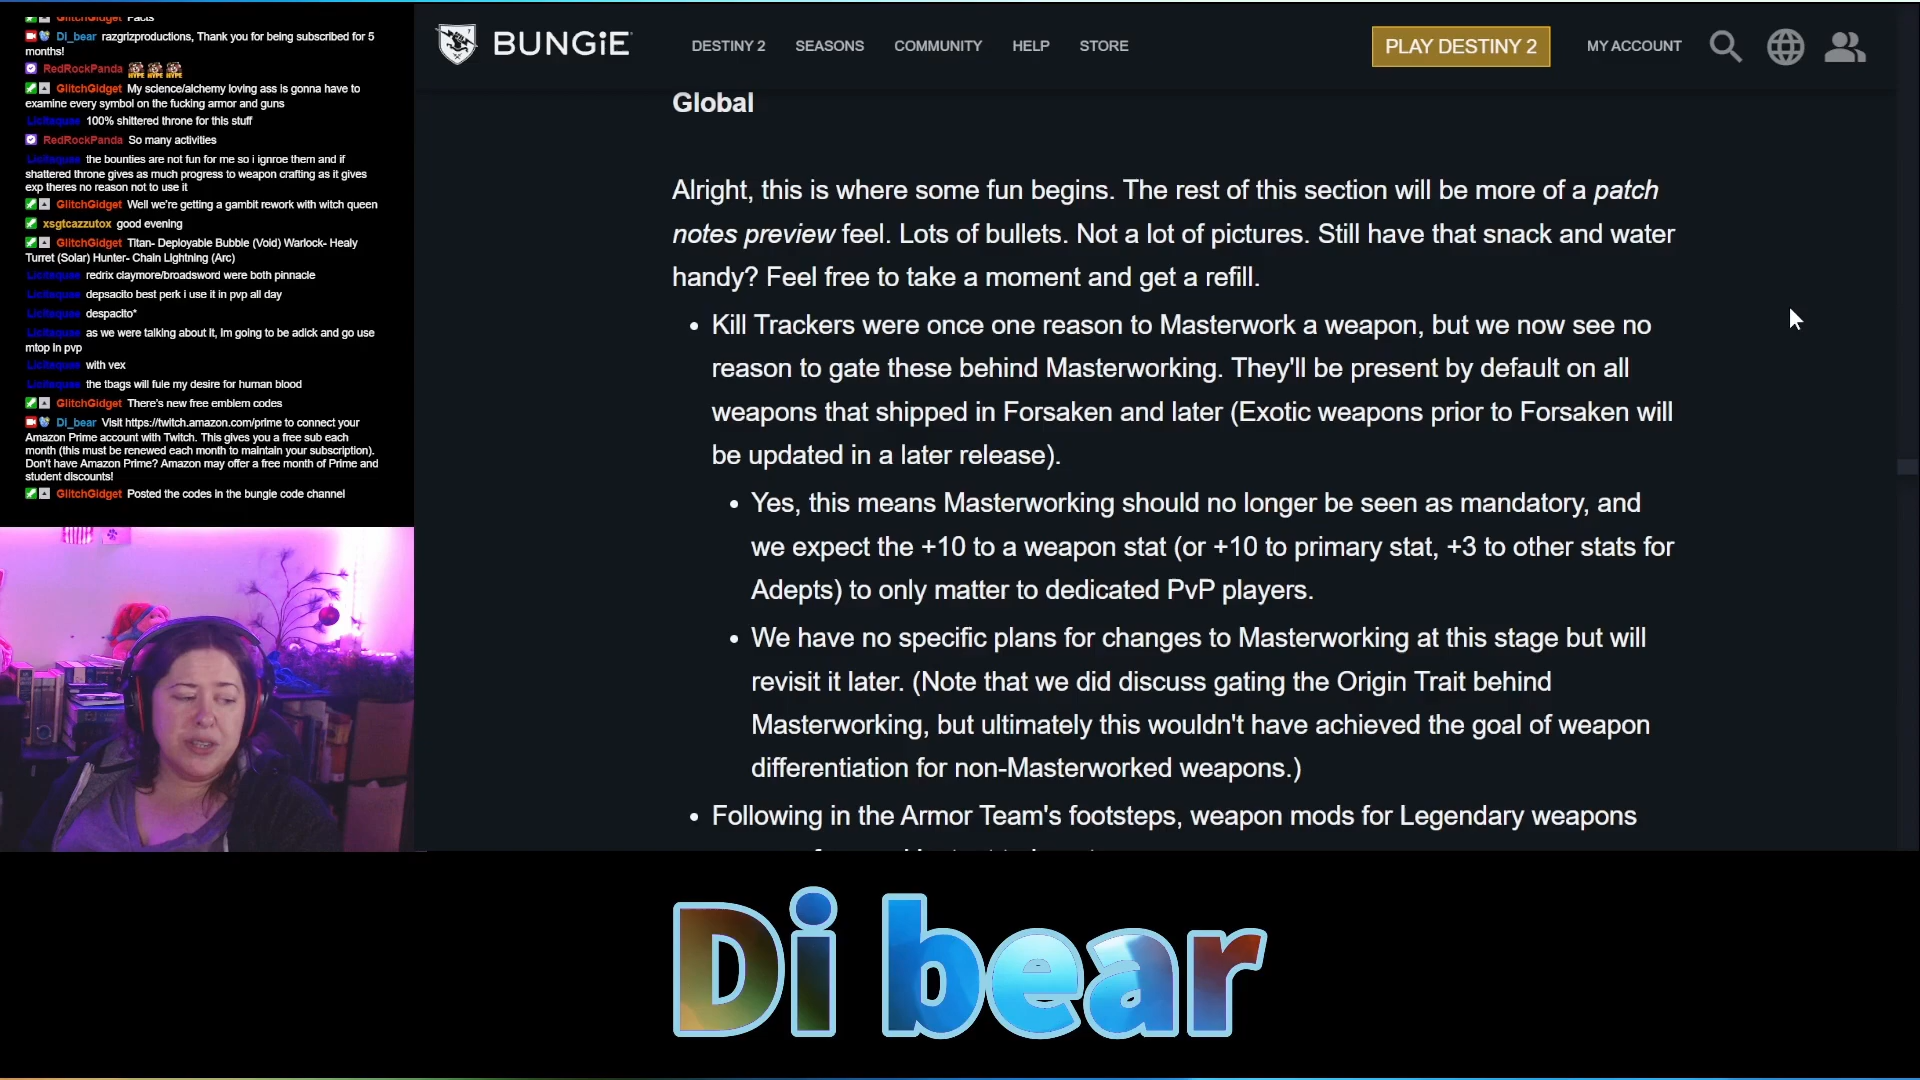 GlitchGidget Facts
Di_bear razgrizproductions, Thank you for being subscribed for 5
months!
RedRockPanda
GlitchGidget My science/alchemy loving ass is gonna have to
examine every symbol on the fucking armor and guns
100% shittered throne for this stuff
RedRockPanda So many activities
the bounties are not fun for me so i ignroe them and if
shattered throne gives as much progress to weapon crafting as it gives
exp theres no reason not to use it
GlitchGidget Well we're getting a gambit rework with witch queen
xsgtcazzutox good evening
GlitchGidget Titan- Deployable Bubble (Void) Warlock- Healy
Turret (Solar) Hunter- Chain Lightning (Arc)
redrix claymore/broadsword were both pinnacle
depsacito best perk i use it in pvp all day
despacito*
as we were talking about it, im going to be adick and go use
mtop in pvp
with vex
the tbags will fule my desire for human blood
GlitchGidget There's new free emblem codes
Di_bear Visit https://twitch.amazon.com/prime to connect your
Amazon Prime account with Twitch. This gives you a free sub each
month (this must be renewed each month to maintain your subscription).
Don't have Amazon Prime? Amazon may offer a free month of Prime and
student discounts!
GlitchGidget Posted the codes in the bungie code channel
BUNGiE
DESTINY 2 SEASONS COMMUNITY HELP STORE
PLAY DESTINY 2
MY ACCOUNT
Global
Alright, this is where some fun begins. The rest of this section will be more of a patch
notes preview feel. Lots of bullets. Not a lot of pictures. Still have that snack and water
handy? Feel free to take a moment and get a refill.
• Kill Trackers were once one reason to Masterwork a weapon, but we now see no
reason to gate these behind Masterworking. They'll be present by default on all
weapons that shipped in Forsaken and later (Exotic weapons prior to Forsaken will
be updated in a later release).
• Yes, this means Masterworking should no longer be seen as mandatory, and
we expect the +10 to a weapon stat (or +10 to primary stat, +3 to other stats for
Adepts) to only matter to dedicated PvP players.
• We have no specific plans for changes to Masterworking at this stage but will
revisit it later. (Note that we did discuss gating the Origin Trait behind
Masterworking, but ultimately this wouldn't have achieved the goal of weapon
differentiation for non-Masterworked weapons.)
• Following in the Armor Team's footsteps, weapon mods for Legendary weapons
Di bear